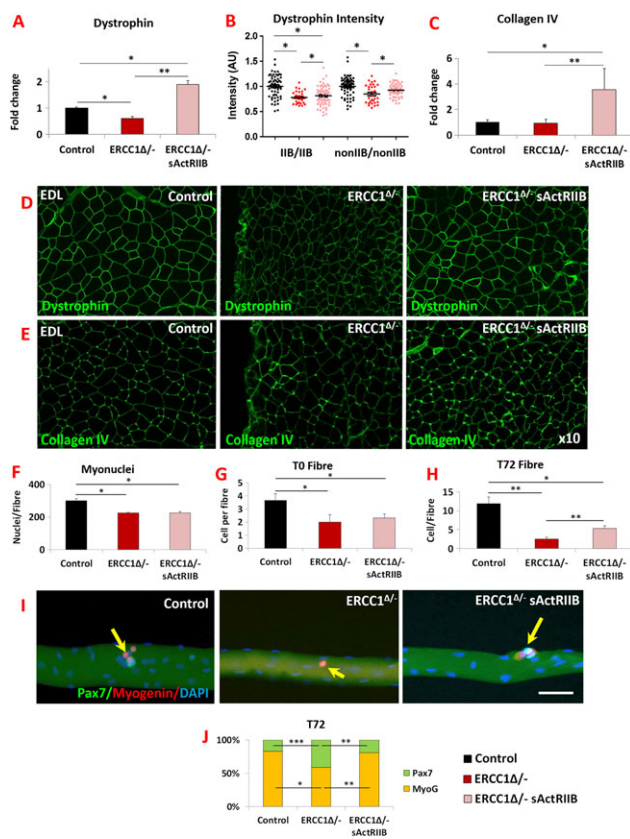 A
Dystrophin
Fold change
2
1
0
*
**
*
Control
ERCC1Δ/-
ERCC1Δ/-
sActRIIB
B
Dystrophin Intensity
Intensity (AU)
2.0
1.5
1.0
0.5
0.0
*
*
*
*
*
IIB/IIB
nonIIB/nonIIB
C
Collagen IV
Fold change
6
4
2
0
*
**
Control
ERCC1Δ/-
ERCC1Δ/-
sActRIIB
D
EDL
Control
Dystrophin
ERCC1Δ/-
Dystrophin
ERCC1Δ/- sActRIIB
Dystrophin
E
EDL
Control
Collagen IV
ERCC1Δ/-
Collagen IV
ERCC1Δ/- sActRIIB
Collagen IV
x10
F
Myonuclei
Nuclei/Fibre
400
200
0
*
*
Control
ERCC1Δ/-
ERCC1Δ/-
sActRIIB
G
T0 Fibre
Cell per fibre
6
4
2
0
*
*
Control
ERCC1Δ/-
ERCC1Δ/-
sActRIIB
H
T72 Fibre
Cell/Fibre
15
10
5
0
*
**
**
Control
ERCC1Δ/-
ERCC1Δ/-
sActRIIB
I
Control
Pax7/Myogenin/DAPI
ERCC1Δ/-
ERCC1Δ/- sActRIIB
J
T72
100%
50%
0%
***
**
*
**
Control
ERCC1Δ/-
ERCC1Δ/-
sActRIIB
Pax7
MyoG
Control
ERCC1Δ/-
ERCC1Δ/- sActRIIB